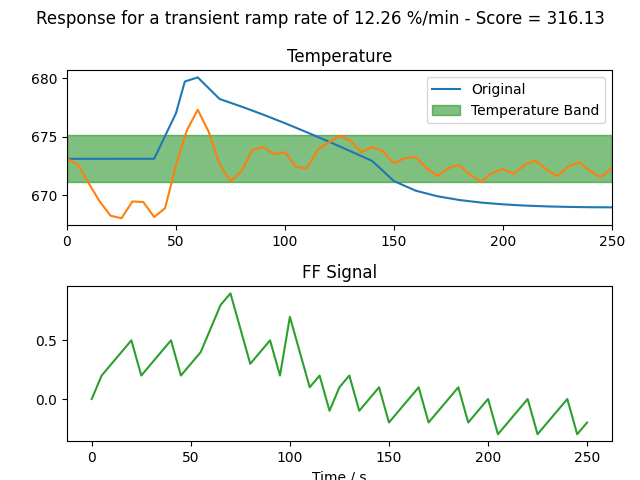 Response for a transient ramp rate of 12.26 %/min - Score = 316.13
Temperature
680
675
670
Original
Temperature Band
0 50 100 150 200 250
FF Signal
0.5
0.0
0 50 100 150 200 250
Time / s